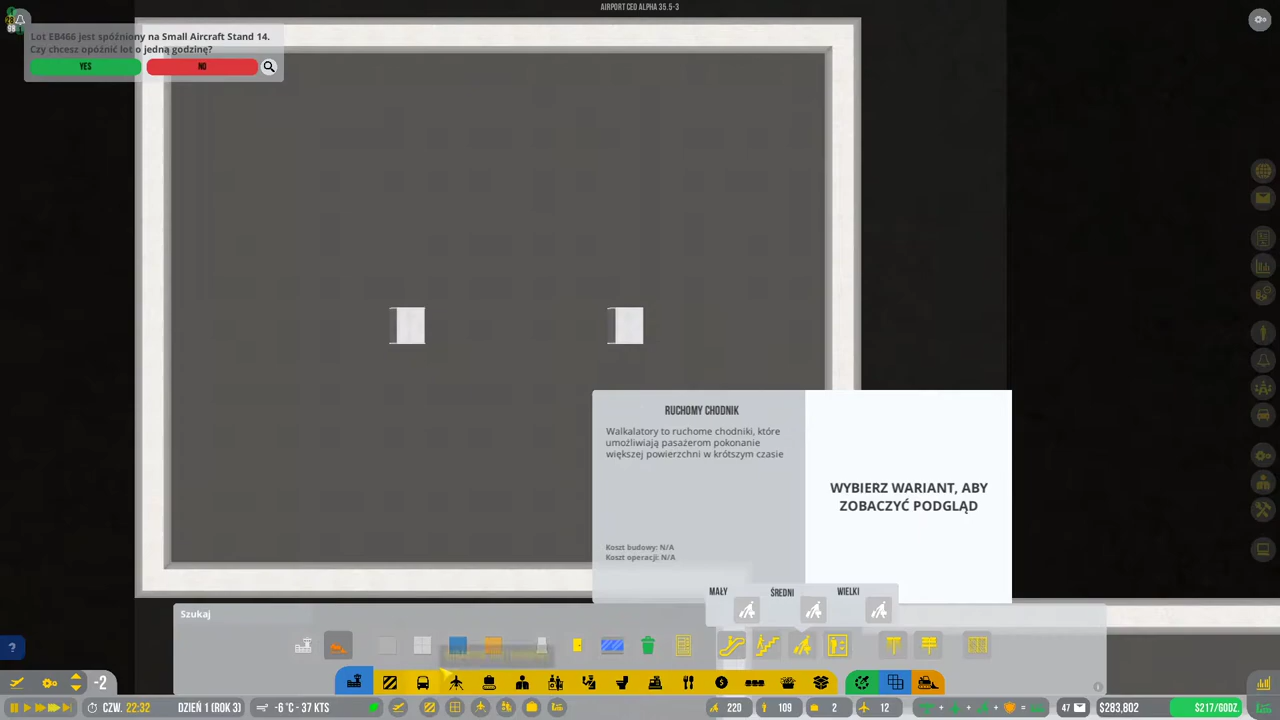 AIRPORT CEO ALPHA 35.5-3
Lot EB466 jest spóźniony na Small Aircraft Stand 14.
Czy chcesz opóźnić lot o jedną godzinę?
YES
NO
RUCHOMY CHODNIK
Walkalatory to ruchome chodniki, które
umożliwiają pasażerom pokonanie
większej powierzchni w krótszym czasie
WYBIERZ WARIANT, ABY
ZOBACZYĆ PODGLĄD
Koszt budowy: N/A
Koszt operacji: N/A
MAŁY
ŚREDNI
WIELKI
Szukaj
?
-2
CZW. 22:32
DZIEŃ 1 (ROK 3)
-6 °C - 37 KTS
220
109
2
12
47
$283,802
$217/GODZ.